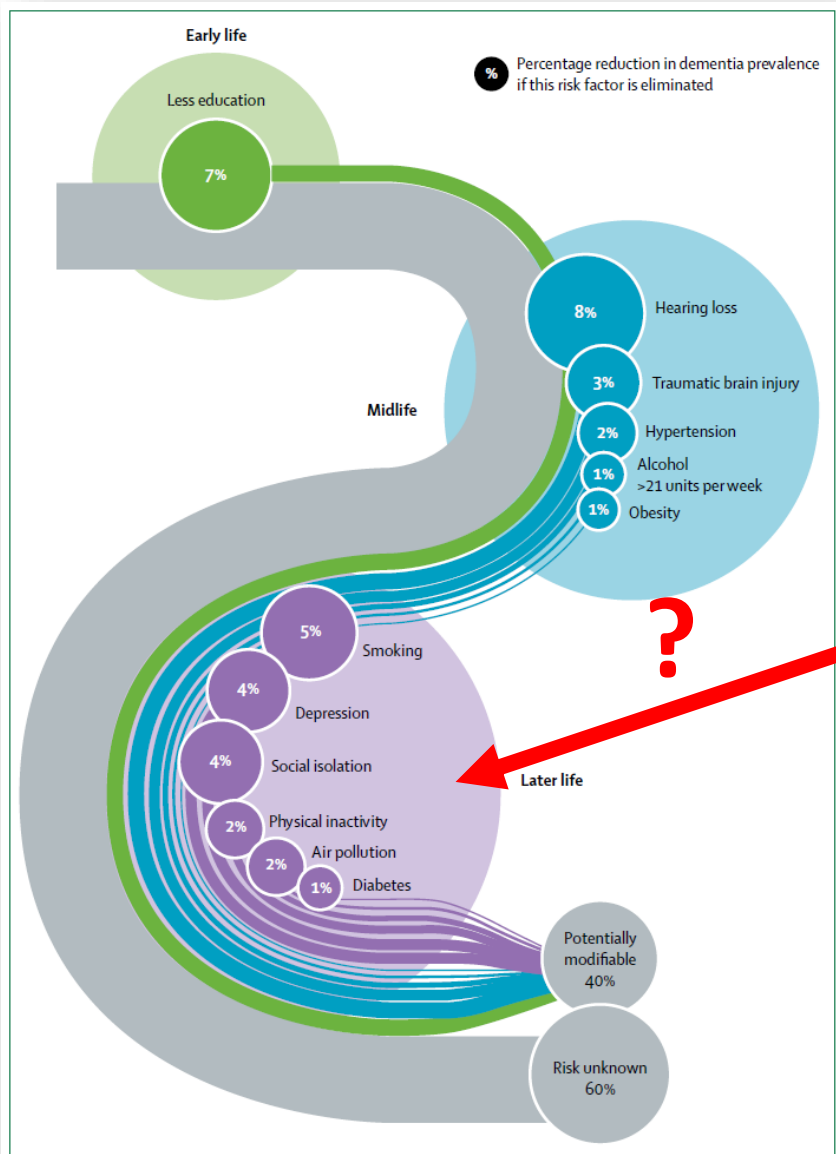 Early life
% Percentage reduction in dementia prevalence
if this risk factor is eliminated
Less education
7%
8% Hearing loss
3% Traumatic brain injury
Midlife
2% Hypertension
1% Alcohol
>21 units per week
1% Obesity
?
5% Smoking
4% Depression
4% Social isolation
Later life
2% Physical inactivity
2% Air pollution
1% Diabetes
Potentially
modifiable
40%
Risk unknown
60%